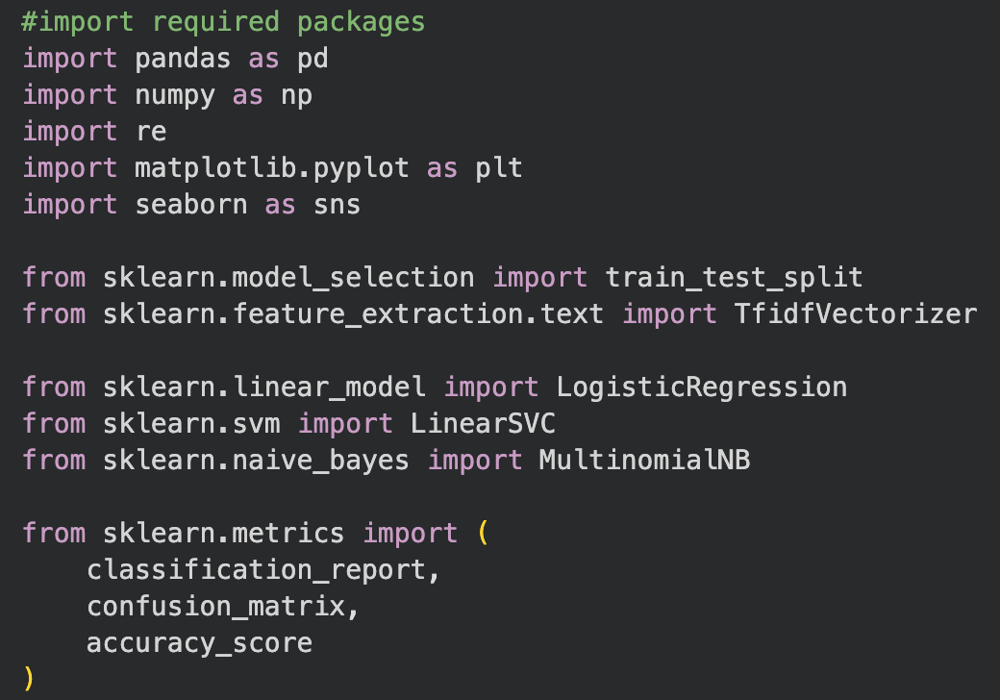 #import required packages
import pandas as pd
import numpy as np
import re
import matplotlib.pyplot as plt
import seaborn as sns

from sklearn.model_selection import train_test_split
from sklearn.feature_extraction.text import TfidfVectorizer

from sklearn.linear_model import LogisticRegression
from sklearn.svm import LinearSVC
from sklearn.naive_bayes import MultinomialNB

from sklearn.metrics import (
    classification_report,
    confusion_matrix,
    accuracy_score
)